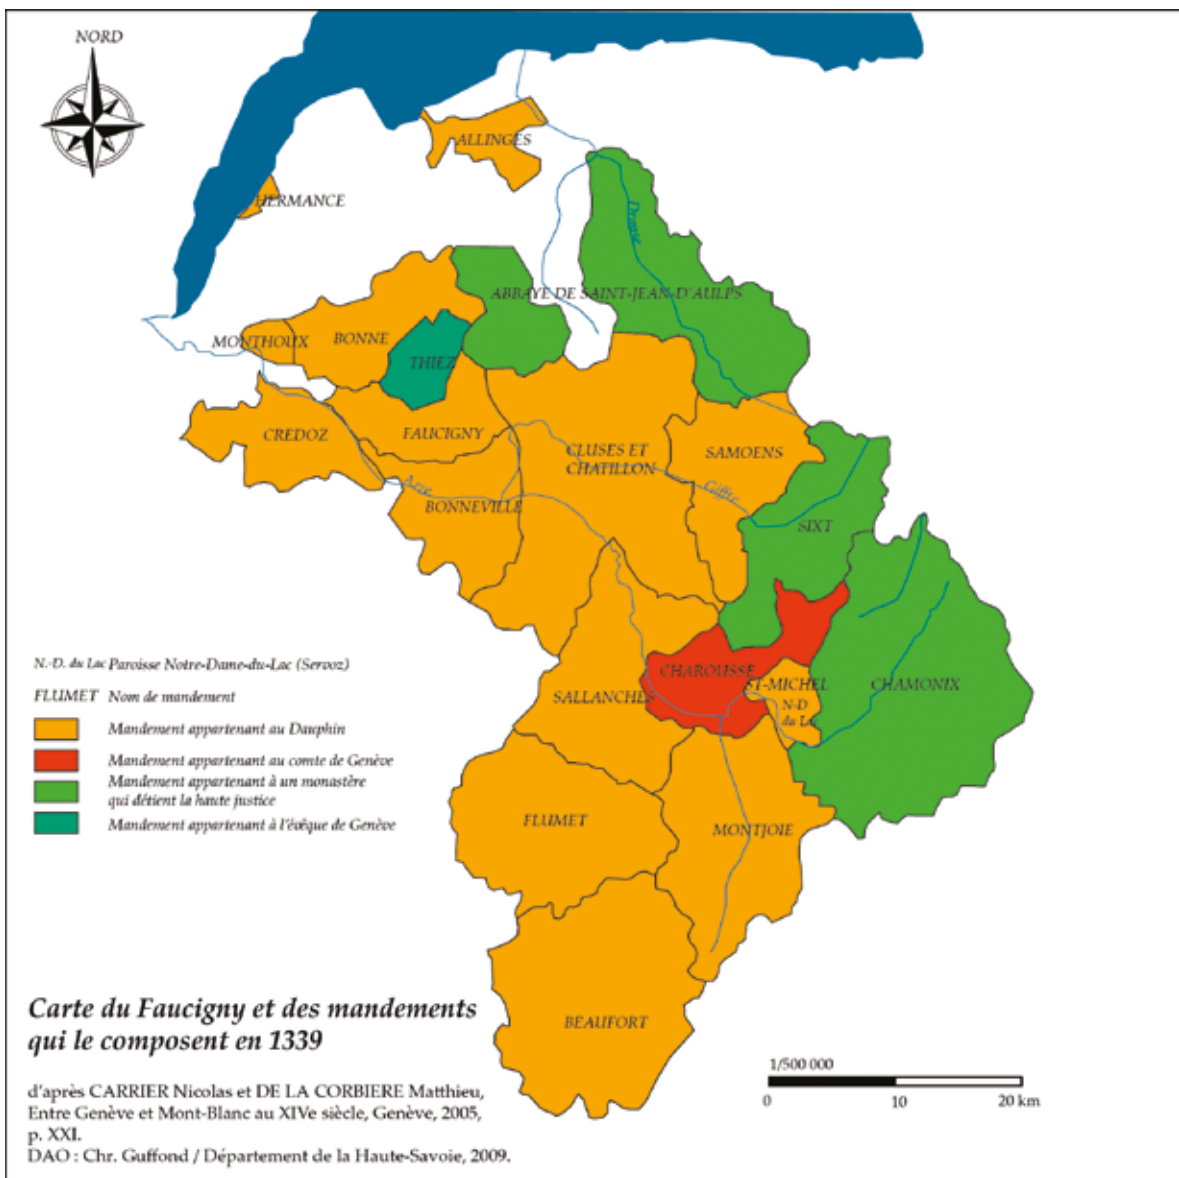 NORD
ALLINGES
HERMANCE
Dranse
ABBAYE DE SAINT-JEAN-D'AULPS
MONTHOUX
BONNE
THIEZ
CREDOZ
FAUCIGNY
CLUSES ET
CHATILLON
SAMOENS
Arve
Giffre
BONNEVILLE
SIXT
CHAROUSSE
ST-MICHEL
CHAMONIX
SALLANCHES
N-D
du Lac
FLUMET
MONTJOIE
BEAUFORT
N.-D. du Lac Paroisse Notre-Dame-du-Lac (Servoz)
FLUMET Nom de mandement
Mandement appartenant au Dauphin
Mandement appartenant au comte de Genève
Mandement appartenant à un monastère
qui détient la haute justice
Mandement appartenant à l'évêque de Genève
Carte du Faucigny et des mandements
qui le composent en 1339
d'après CARRIER Nicolas et DE LA CORBIERE Matthieu,
Entre Genève et Mont-Blanc au XIVe siècle, Genève, 2005,
p. XXI.
DAO : Chr. Guffond / Département de la Haute-Savoie, 2009.
1/500 000
0 10 20 km